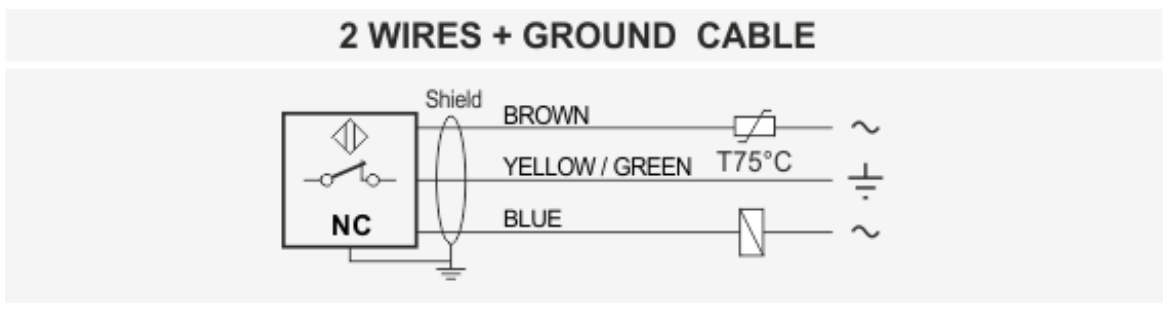 2 WIRES + GROUND CABLE
Shield
BROWN
YELLOW / GREEN
T75°C
BLUE
NC